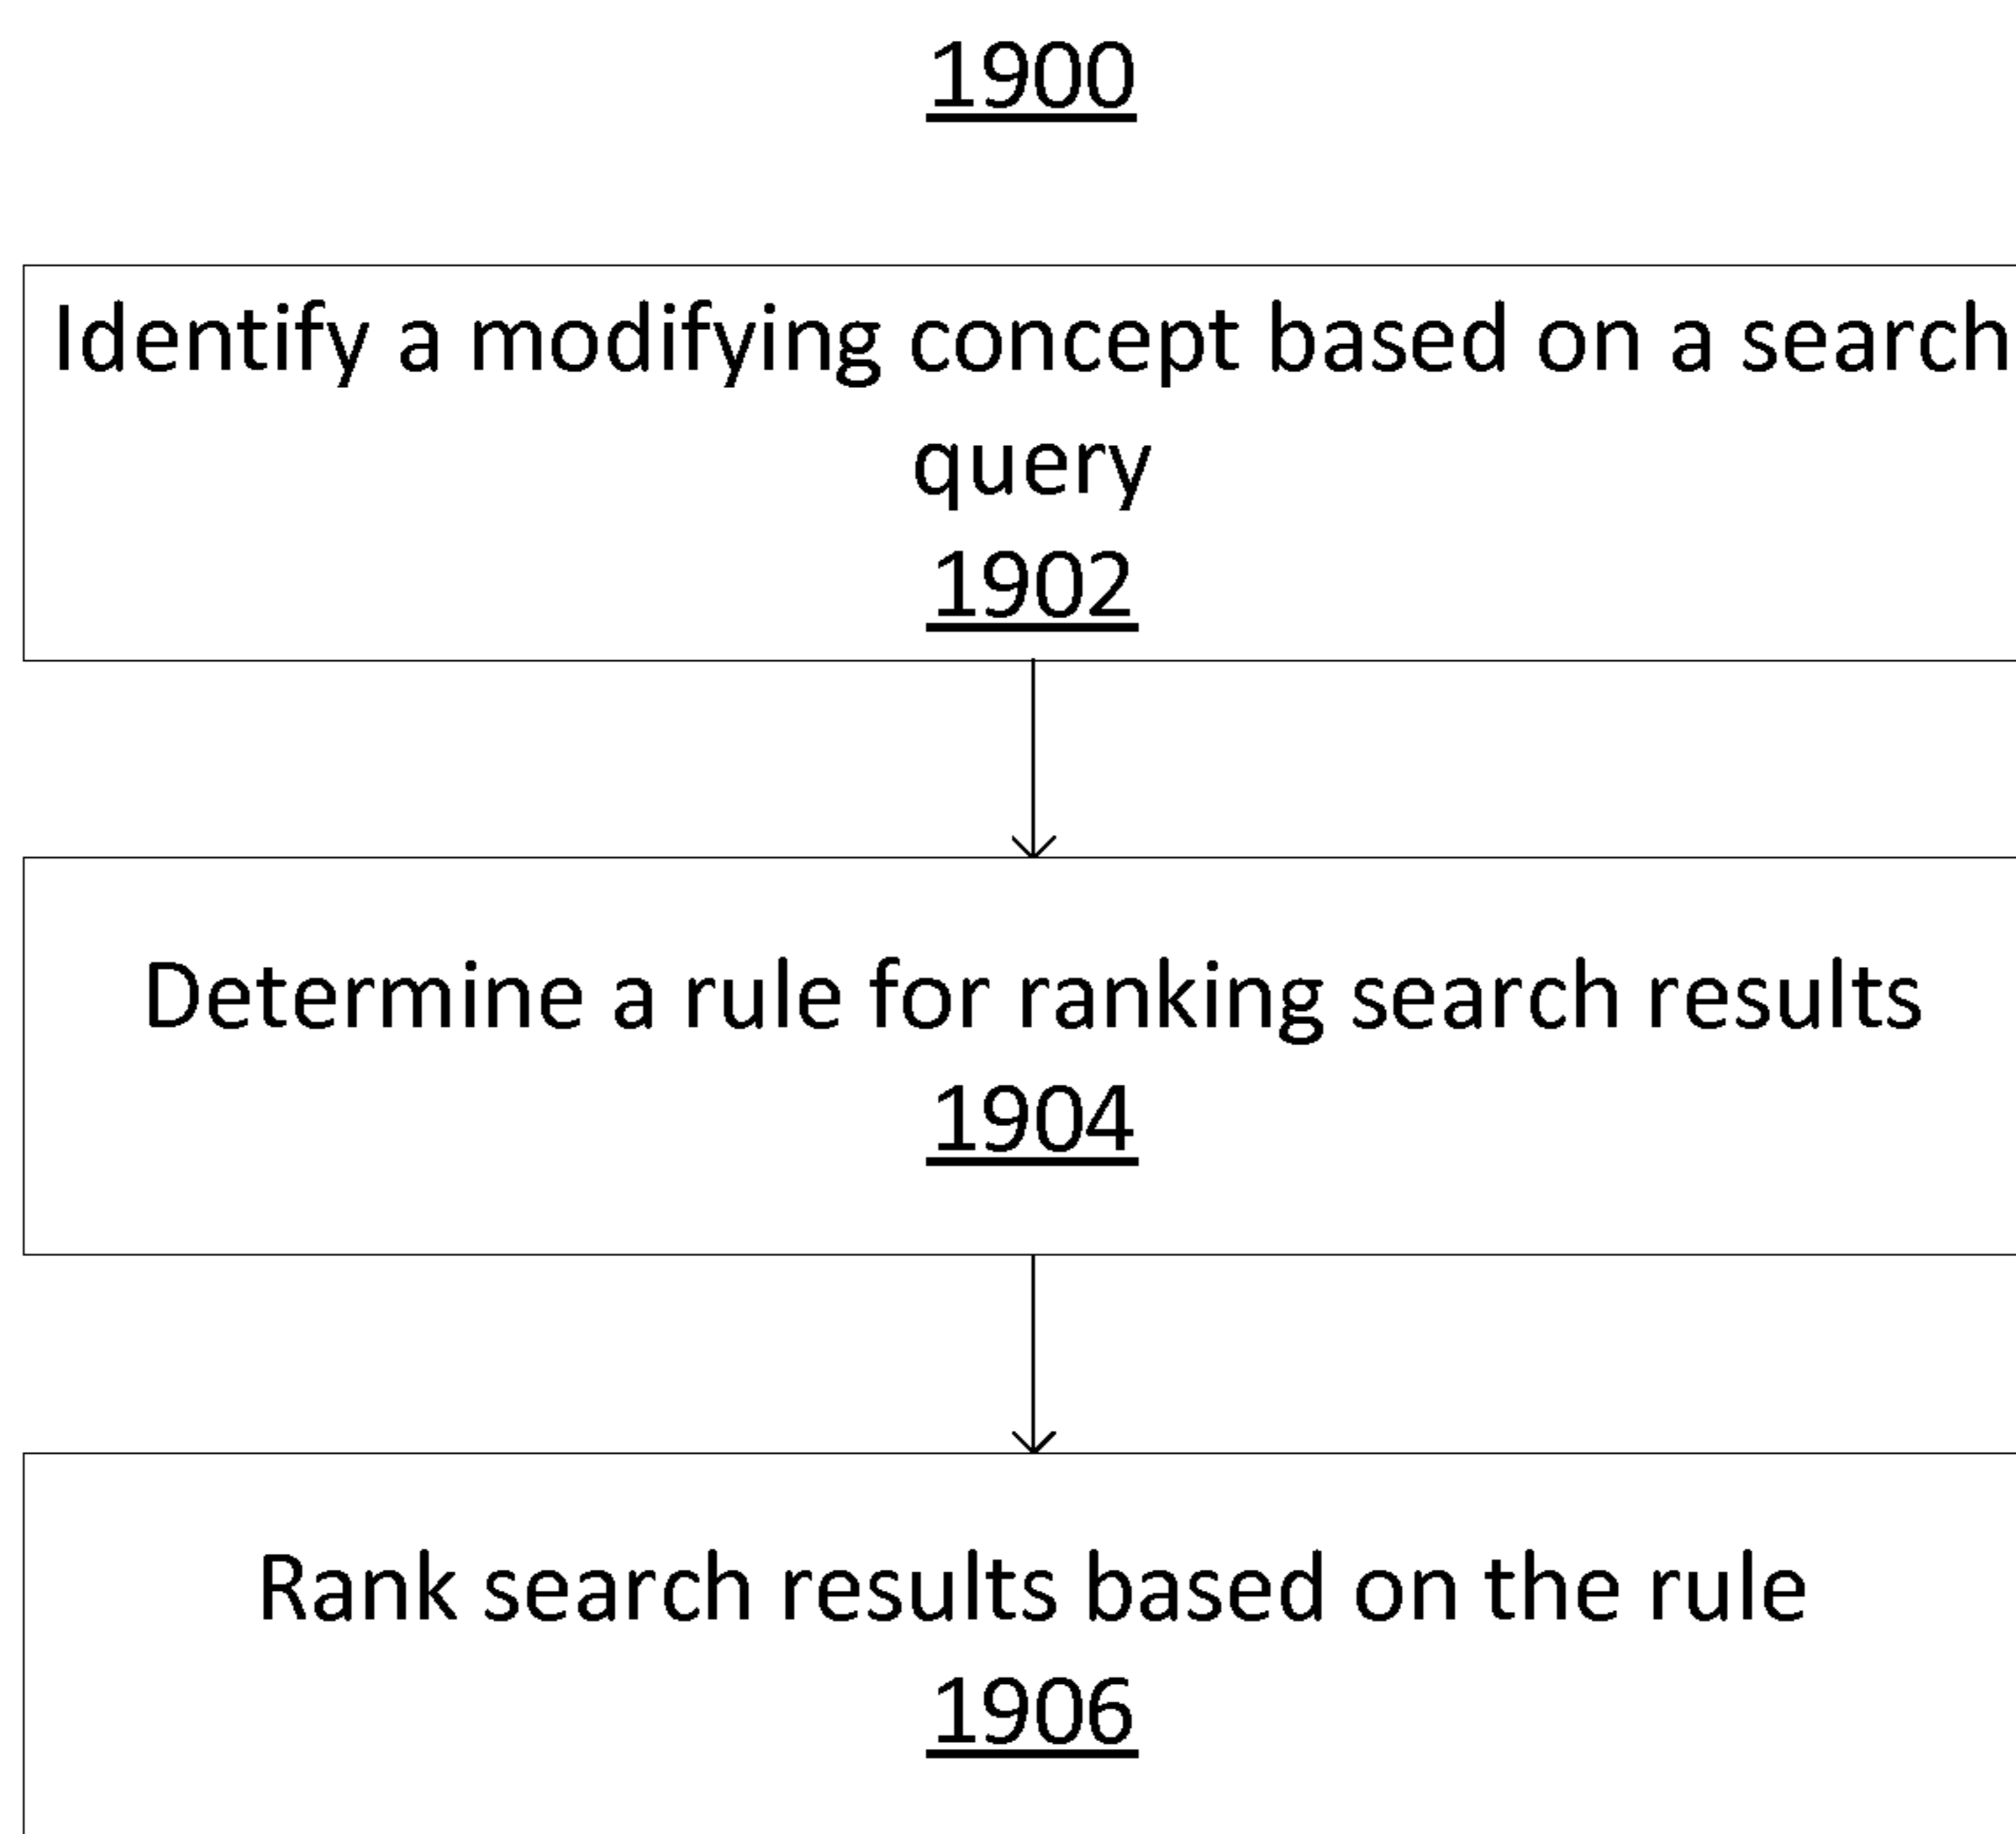 1900
Identify a modifying concept based on a search
query
1902
Determine a rule for ranking search results
1904
Rank search results based on the rule
1906